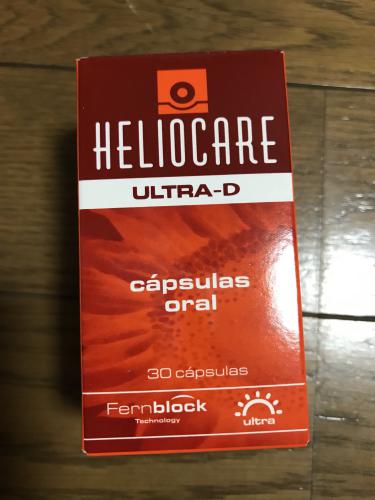 HELIOCARE
ULTRA-D
cápsulas
oral
30 cápsulas
Fernblock
Technology
ultra